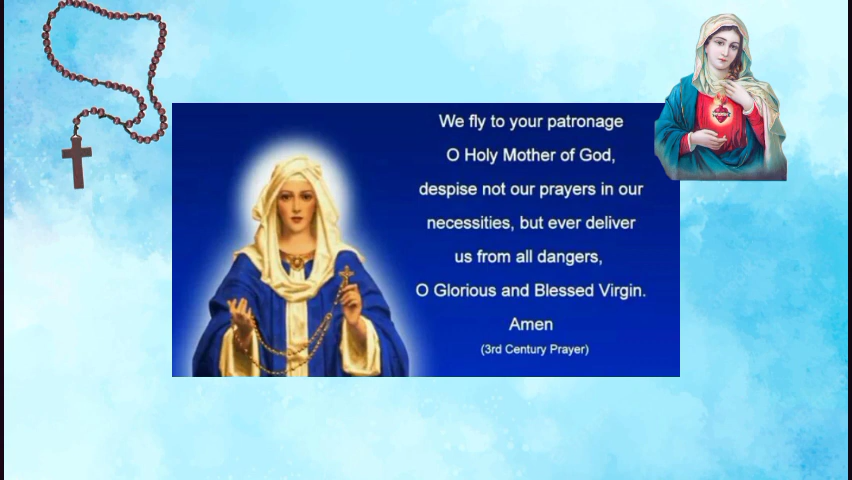 We fly to your patronage
O Holy Mother of God,
despise not our prayers in our
necessities, but ever deliver
us from all dangers,
O Glorious and Blessed Virgin.
Amen
(3rd Century Prayer)